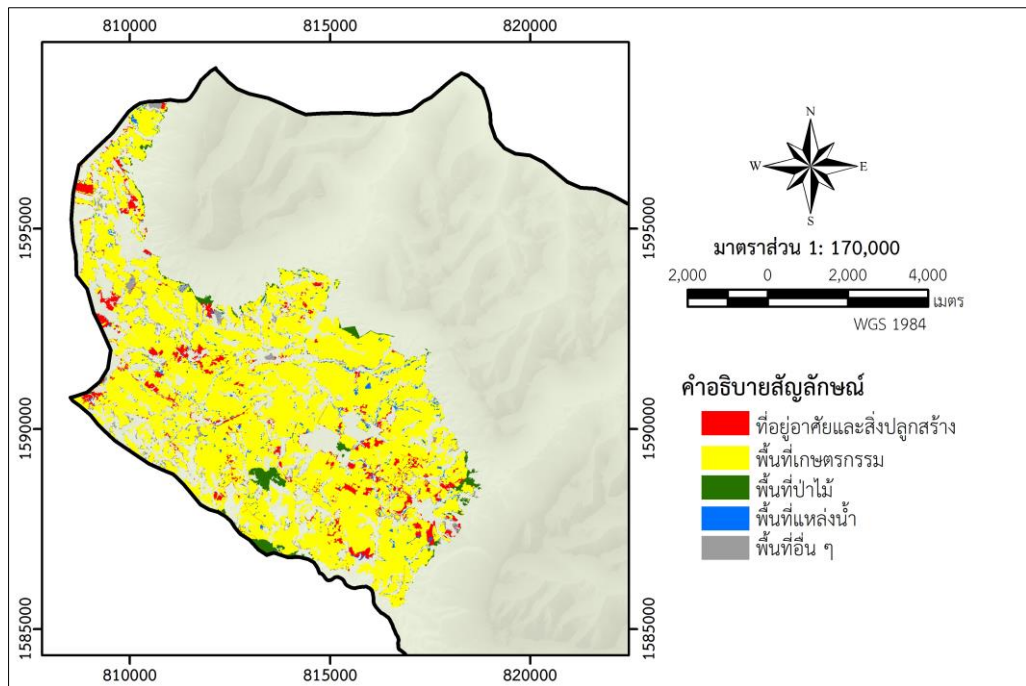 810000 815000 820000
1595000 1595000
1590000 1590000
1585000 1585000
810000 815000 820000
N
W E
S
มาตราส่วน 1: 170,000
2,000 0 2,000 4,000
เมตร
WGS 1984
คำอธิบายสัญลักษณ์
ที่อยู่อาศัยและสิ่งปลูกสร้าง
พื้นที่เกษตรกรรม
พื้นที่ป่าไม้
พื้นที่แหล่งน้ำ
พื้นที่อื่น ๆ